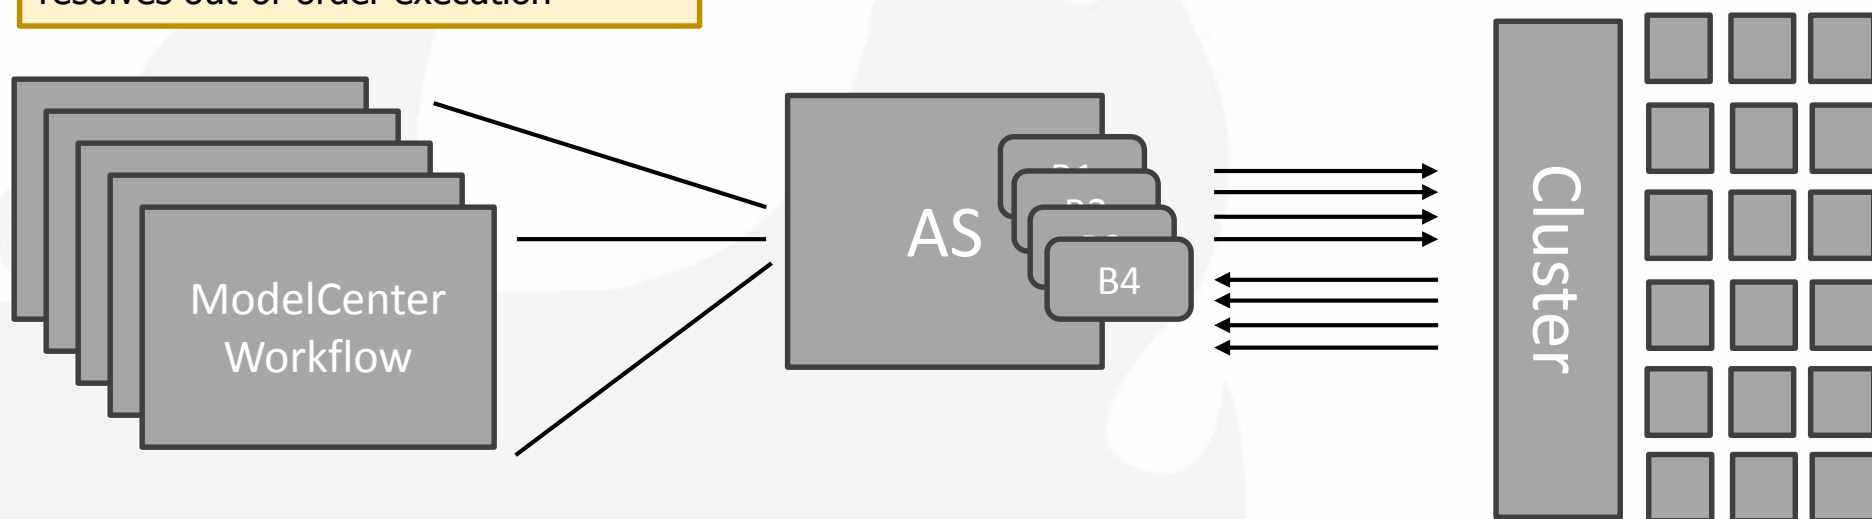 resolves out-of-order execution
ModelCenter
Workflow
AS
B4
Cluster